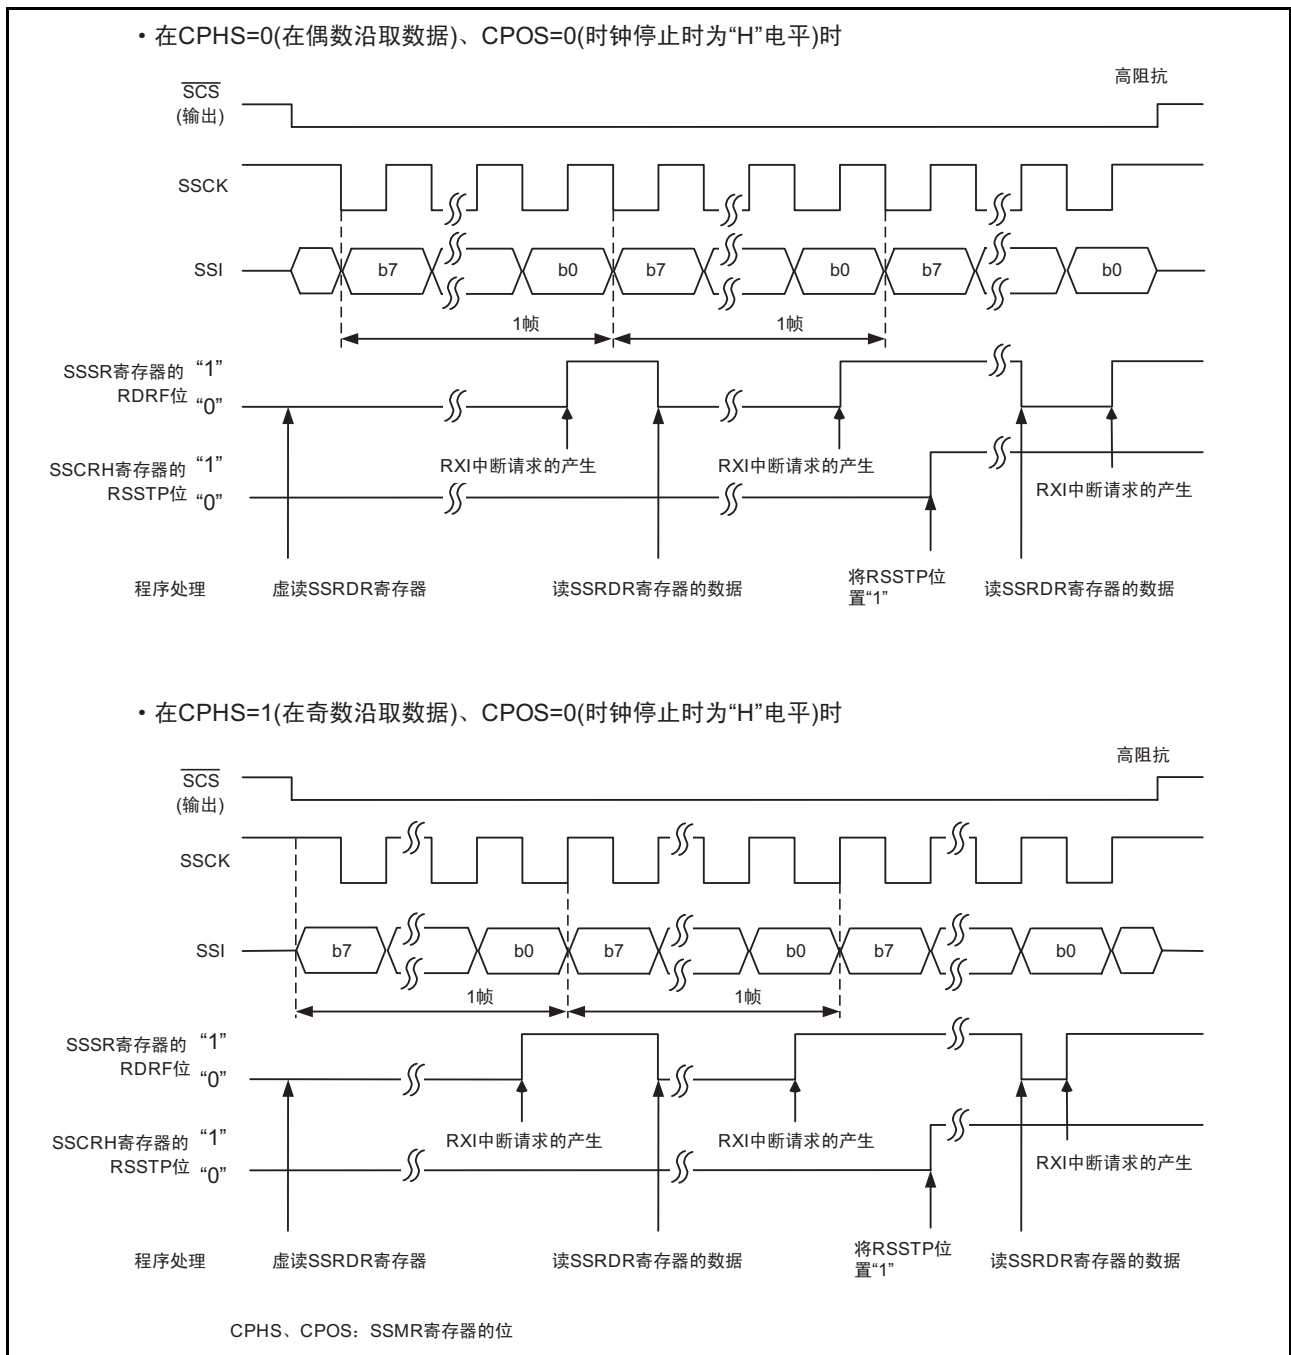 • 在CPHS=0(在偶数沿取数据)、CPOS=0(时钟停止时为“H”电平)时
高阻抗
SCS
(输出)
SSCK
SSI
b7
b0
b7
b0
b7
b0
1帧
1帧
SSSR寄存器的 “1”
RDRF位 “0”
RXI中断请求的产生
RXI中断请求的产生
SSCRH寄存器的 “1”
RSSTP位 “0”
RXI中断请求的产生
程序处理
虚读SSRDR寄存器
读SSRDR寄存器的数据
将RSSTP位
置“1”
读SSRDR寄存器的数据
• 在CPHS=1(在奇数沿取数据)、CPOS=0(时钟停止时为“H”电平)时
高阻抗
SCS
(输出)
SSCK
SSI
b7
b0
b7
b0
b7
b0
1帧
1帧
SSSR寄存器的 “1”
RDRF位 “0”
RXI中断请求的产生
RXI中断请求的产生
SSCRH寄存器的 “1”
RSSTP位 “0”
RXI中断请求的产生
程序处理
虚读SSRDR寄存器
读SSRDR寄存器的数据
将RSSTP位
置“1”
读SSRDR寄存器的数据
CPHS、CPOS：SSMR寄存器的位